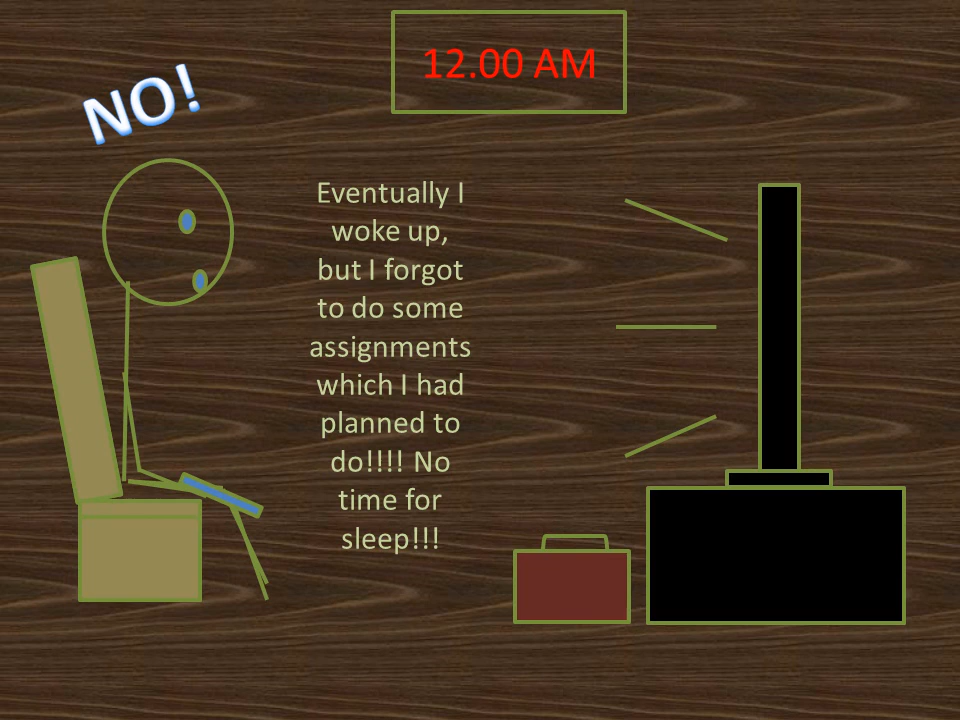 12.00 AM
NO!
Eventually I
woke up,
but I forgot
to do some
assignments
which I had
planned to
do!!!! No
time for
sleep!!!